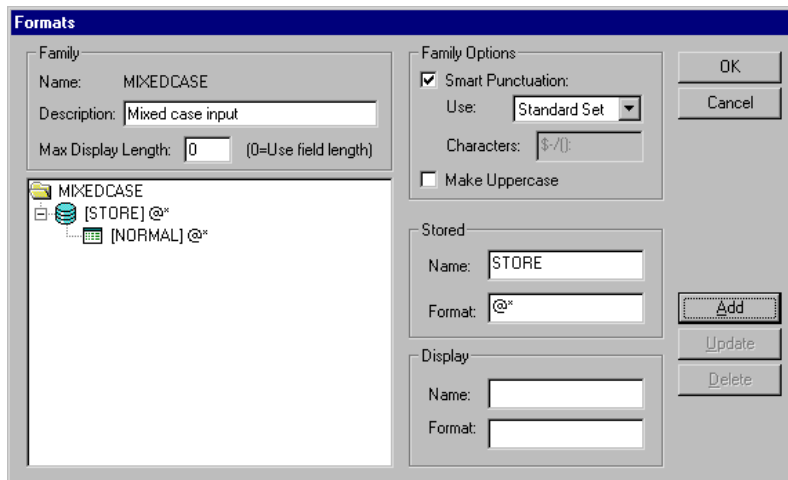 Formats
Family
Name: MIXEDCASE
Description: Mixed case input
Max Display Length: 0 (0=Use field length)
MIXEDCASE
[STORE] @*
[NORMAL] @*
Family Options
Smart Punctuation:
Use: Standard Set
Characters: $-/():
Make Uppercase
Stored
Name: STORE
Format: @*
Display
Name:
Format:
OK
Cancel
Add
Update
Delete